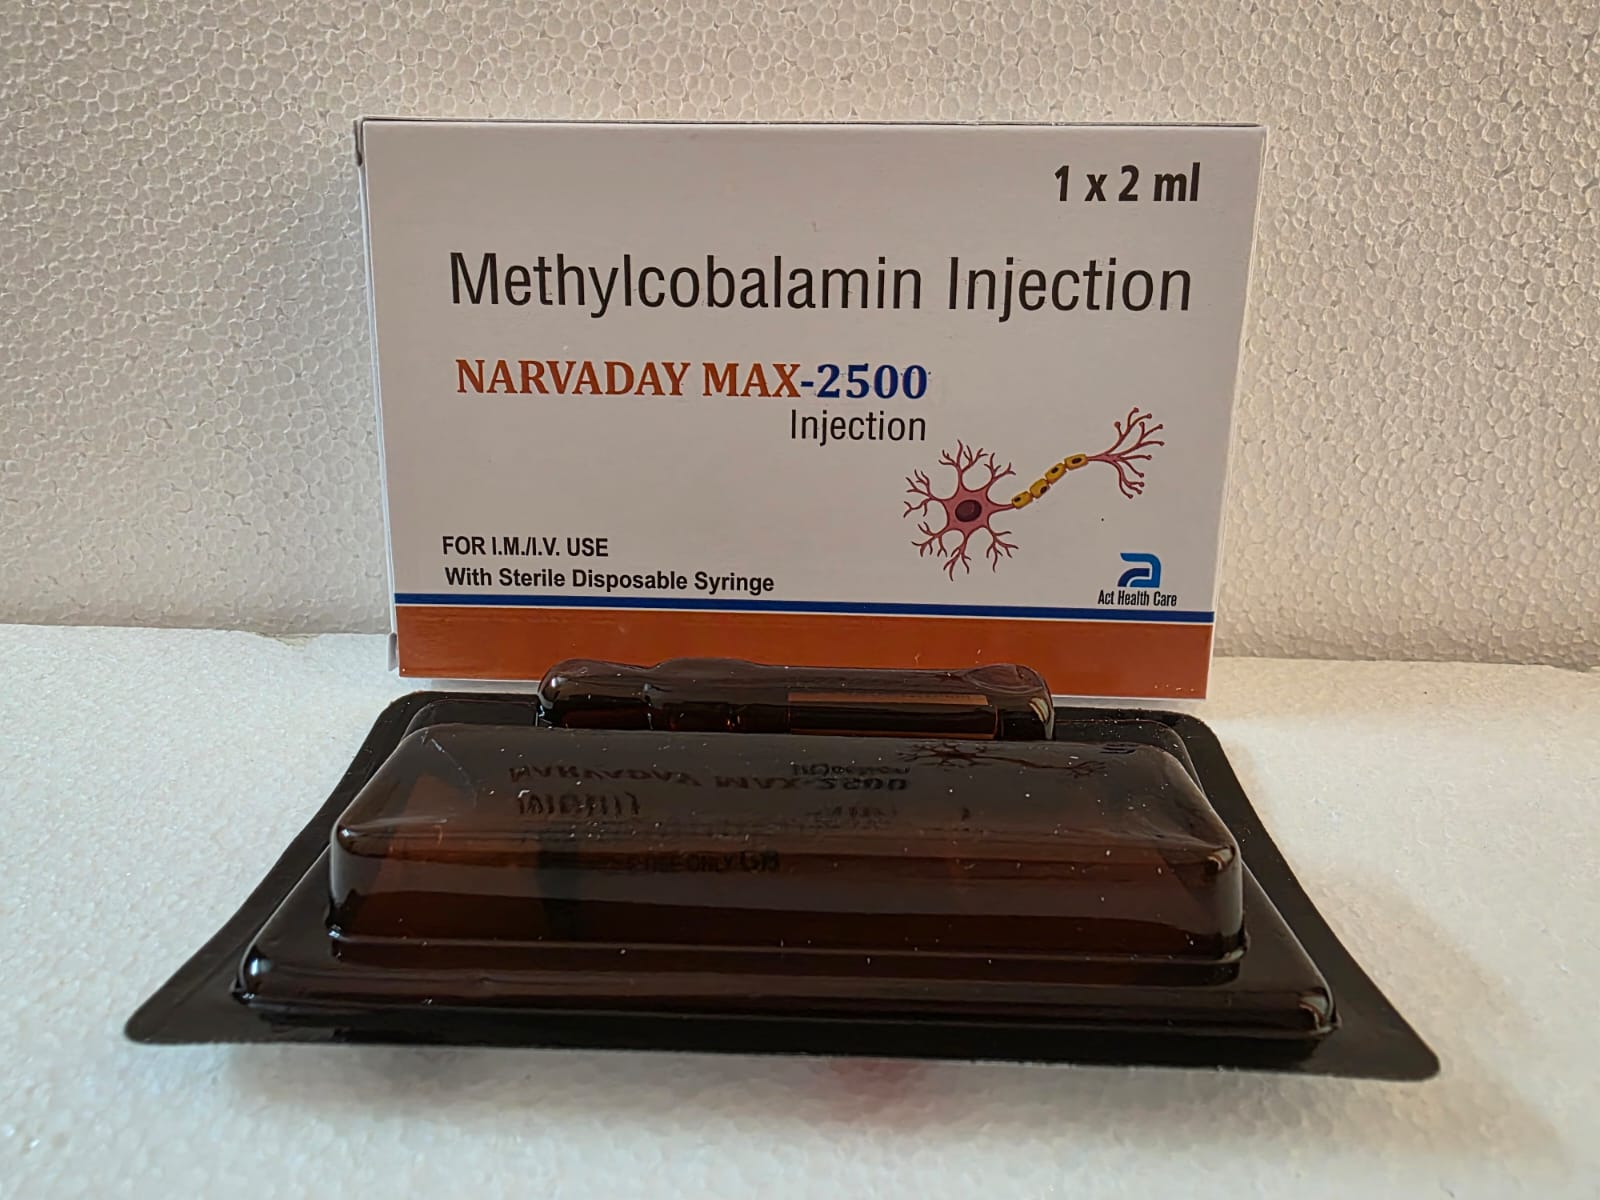 1 x 2 ml
Methylcobalamin Injection
NARVADAY MAX-2500
Injection
FOR I.M./I.V. USE
With Sterile Disposable Syringe
Act Health Care